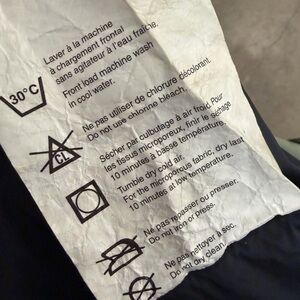 Laver à la machine
à chargement frontal
sans agitateur à l'eau fraîche.
Front load machine wash
in cool water.
30°C
Ne pas utiliser de chlorure décolorant.
Do not use chlorine bleach.
CL
Sécher par culbutage à air froid Pour
les tissus microporeux, finir le séchage
10 minutes à basse température.
Tumble dry cold air.
For the microporous fabric, dry last
10 minutes at low temperature.
Ne pas repasser ou presser.
Do not iron or press.
Ne pas nettoyer à sec.
Do not dry clean